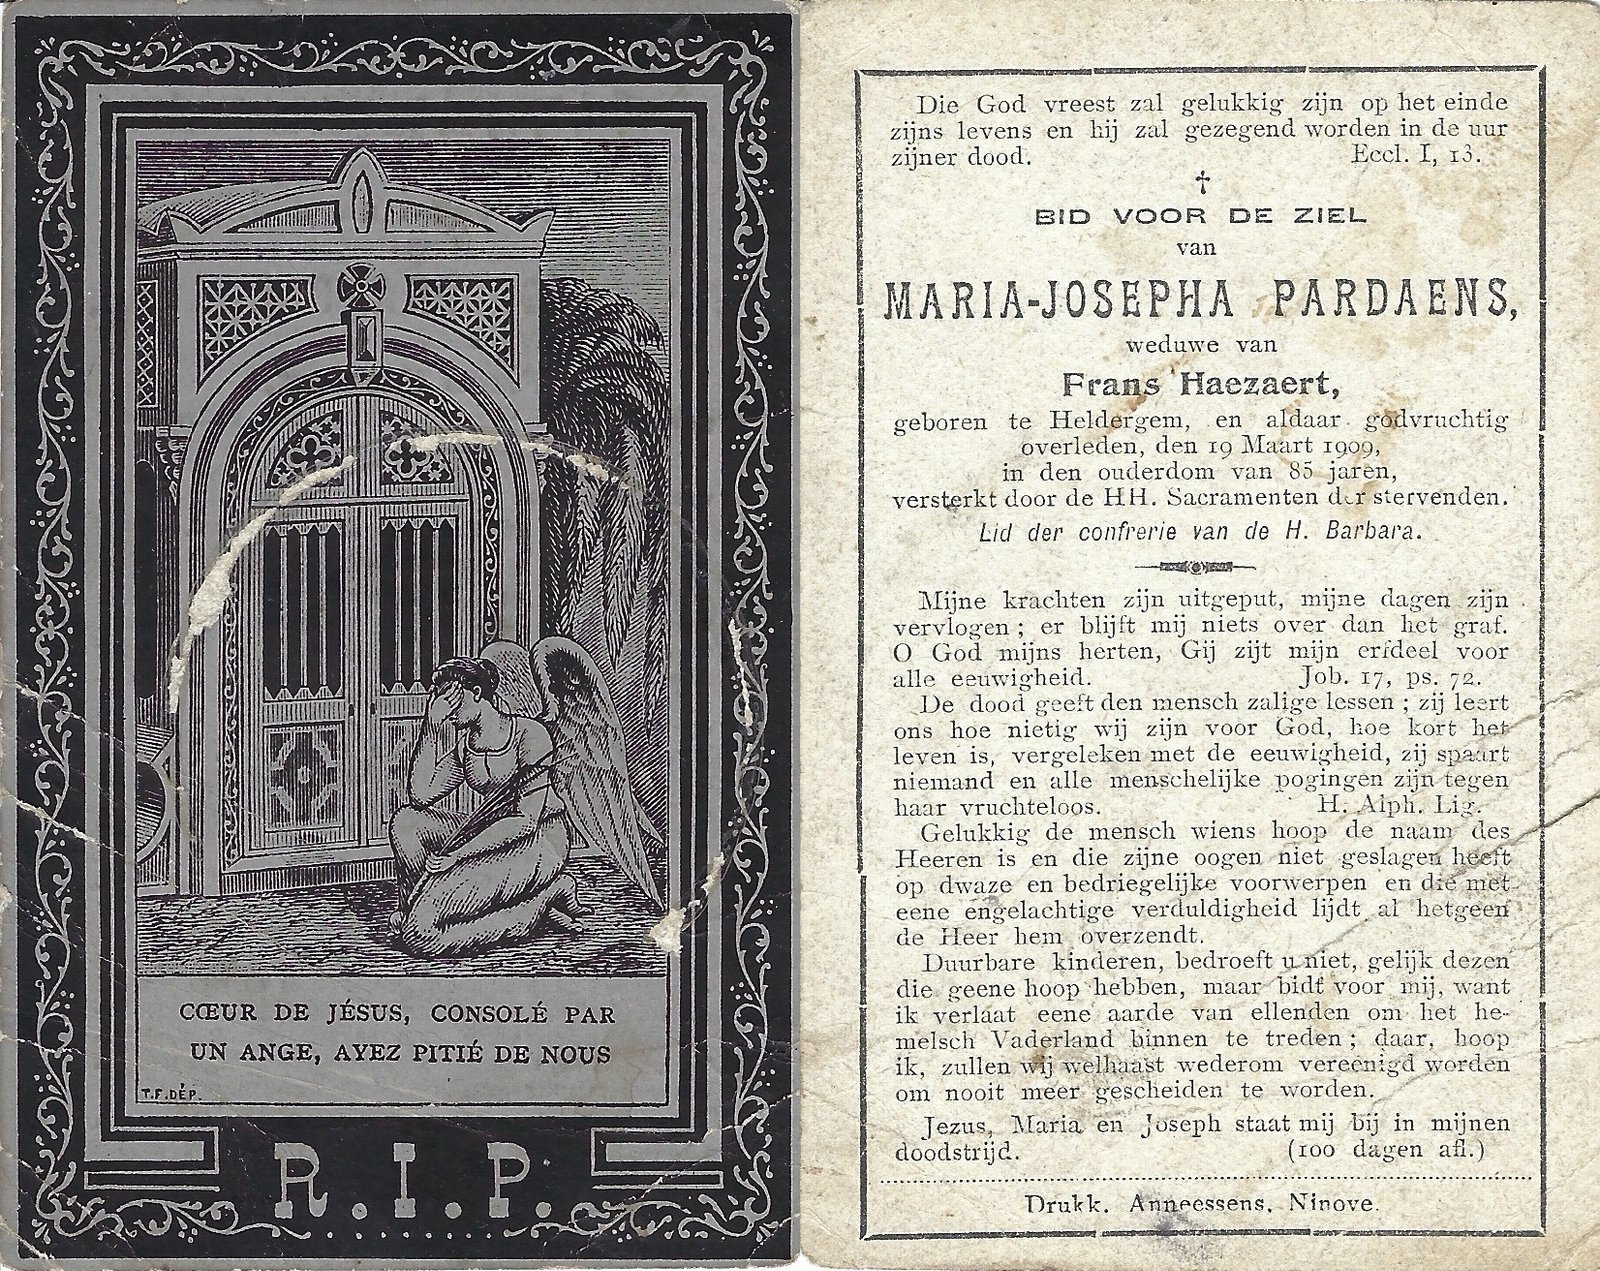 CŒUR DE JÉSUS, CONSOLÉ PAR
UN ANGE, AYEZ PITIÉ DE NOUS
T.F. DÉP.
R.I.P.
Die God vreest zal gelukkig zijn op het einde
zijns levens en hij zal gezegend worden in de uur
zijner dood. Eccl. I, 13.
✝
BID VOOR DE ZIEL
van
MARIA-JOSEPHA PARDAENS,
weduwe van
Frans Haezaert,
geboren te Heldergem, en aldaar godvruchtig
overleden, den 19 Maart 1909,
in den ouderdom van 85 jaren,
versterkt door de HH. Sacramenten der stervenden.
Lid der confrerie van de H. Barbara.
Mijne krachten zijn uitgeput, mijne dagen zijn
vervlogen ; er blijft mij niets over dan het graf.
O God mijns herten, Gij zijt mijn erfdeel voor
alle eeuwigheid. Job. 17, ps. 72.
De dood geeft den mensch zalige lessen ; zij leert
ons hoe nietig wij zijn voor God, hoe kort het
leven is, vergeleken met de eeuwigheid, zij spaart
niemand en alle menschelijke pogingen zijn tegen
haar vruchteloos. H. Alph. Lig.
Gelukkig de mensch wiens hoop de naam des
Heeren is en die zijne oogen niet geslagen heeft
op dwaze en bedriegelijke voorwerpen en die met
eene engelachtige verduldigheid lijdt al hetgeen
de Heer hem overzendt.
Duurbare kinderen, bedroeft u niet, gelijk dezen
die geene hoop hebben, maar bidt voor mij, want
ik verlaat eene aarde van ellenden om het he-
melsch Vaderland binnen te treden ; daar, hoop
ik, zullen wij welhaast wederom vereenigd worden
om nooit meer gescheiden te worden.
Jezus, Maria en Joseph staat mij bij in mijnen
doodstrijd. (100 dagen afl.)
Drukk. Anneessens, Ninove.